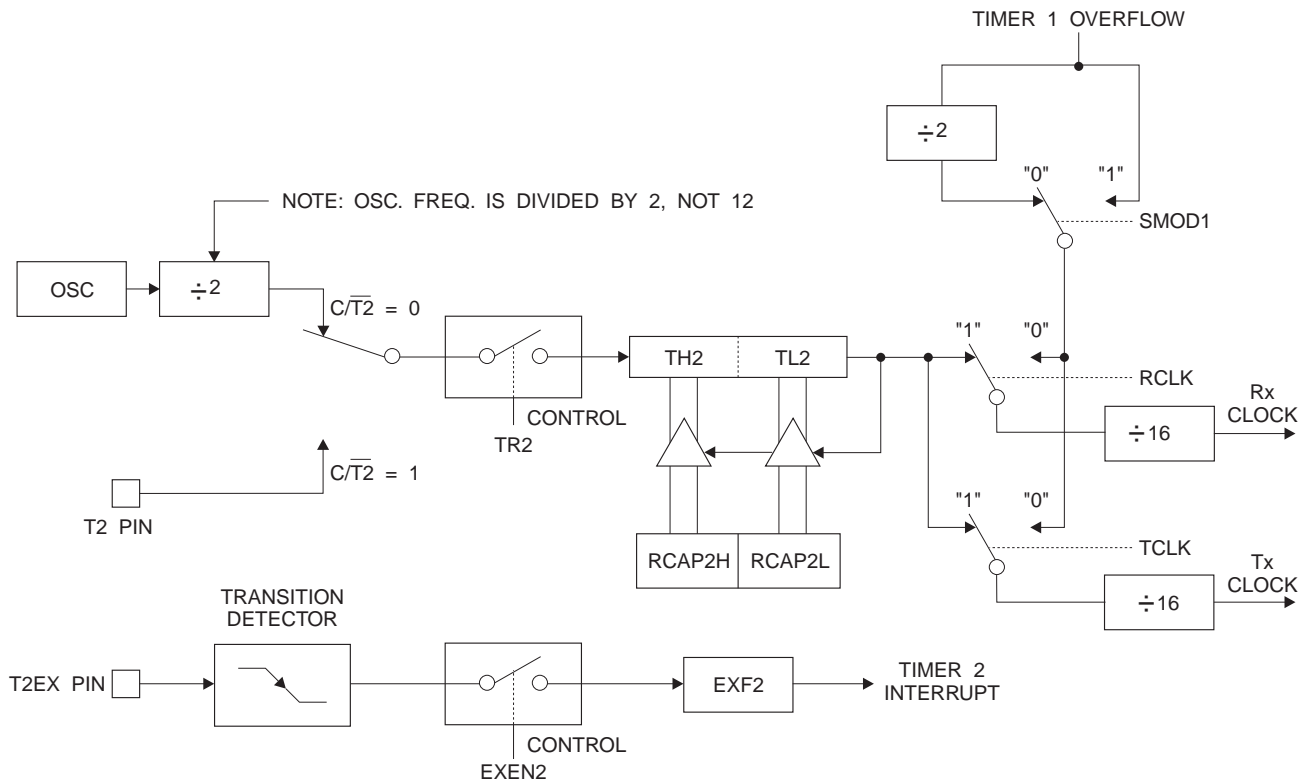 TIMER 1 OVERFLOW
÷2
"0" "1"
SMOD1
NOTE: OSC. FREQ. IS DIVIDED BY 2, NOT 12
OSC
÷2
C/T2̅ = 0
TH2 TL2
"1" "0"
RCLK
CONTROL
TR2
Rx
CLOCK
÷16
C/T2̅ = 1
T2 PIN
"1" "0"
TCLK
RCAP2H RCAP2L
Tx
CLOCK
÷16
TRANSITION
DETECTOR
T2EX PIN
EXF2
TIMER 2
INTERRUPT
CONTROL
EXEN2